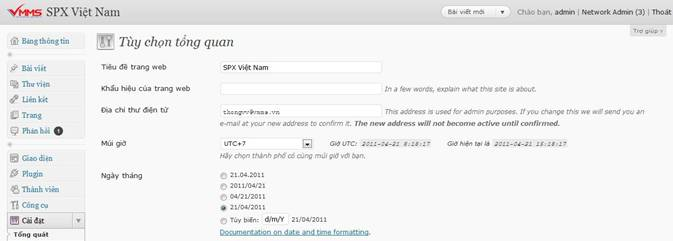 VMMS SPX Việt Nam
Bài viết mới
Chào bạn, admin | Network Admin (3) | Thoát
Trợ giúp
Bảng thông tin
Bài viết
Thư viện
Liên kết
Trang
Phản hồi 1
Giao diện
Plugin
Thành viên
Công cụ
Cài đặt
Tổng quát
Tùy chọn tổng quan
Tiêu đề trang web SPX Việt Nam
Khẩu hiệu của trang web In a few words, explain what this site is about.
Địa chỉ thư điện tử thongvv@vmms.vn This address is used for admin purposes. If you change this we will send you an
e-mail at your new address to confirm it. The new address will not become active until confirmed.
Múi giờ UTC+7 Giờ UTC: 2011-04-21 8:18:17 Giờ hiện tại là 2011-04-21 15:18:17
Hãy chọn thành phố có cùng múi giờ với bạn.
Ngày tháng
21.04.2011
2011/04/21
04/21/2011
21/04/2011
Tùy biến: d/m/Y 21/04/2011
Documentation on date and time formatting.